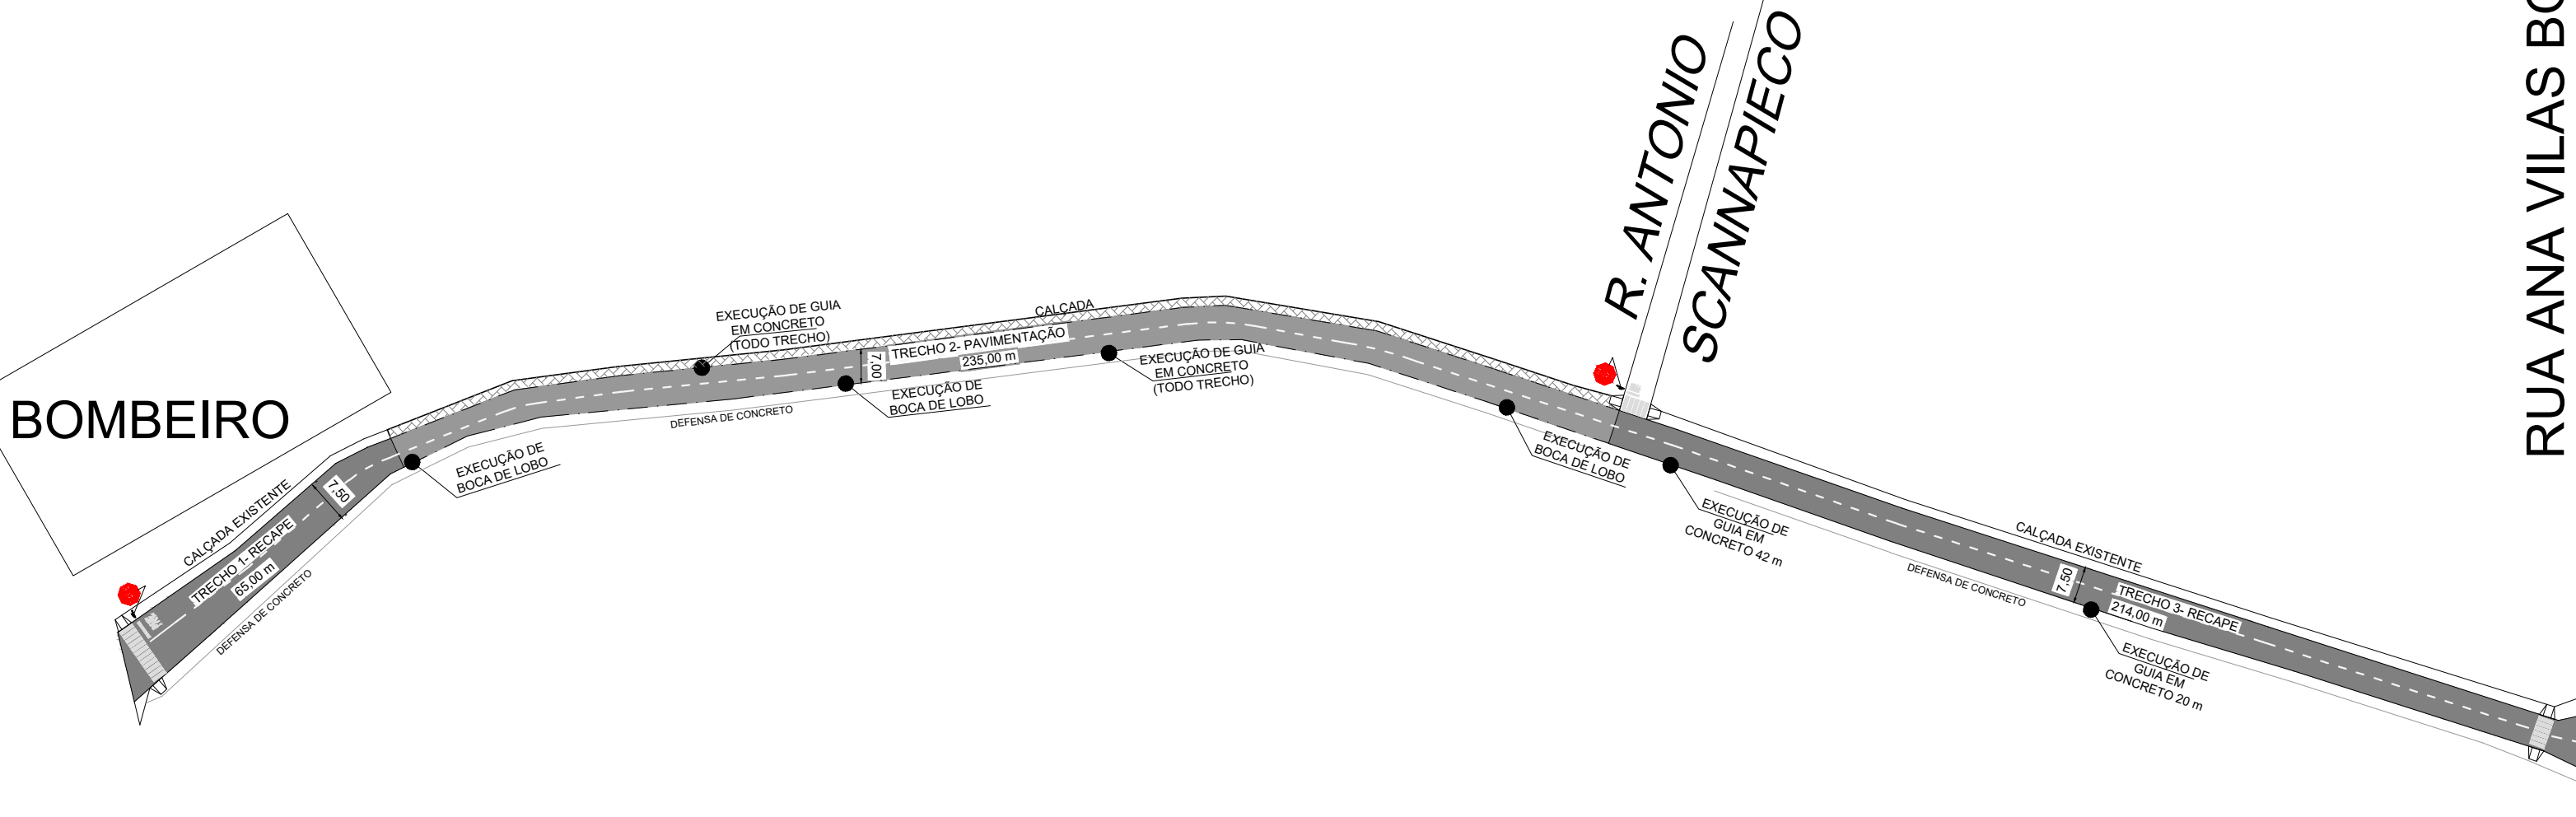 BOMBEIRO
CALÇADA EXISTENTE
TRECHO 1- RECAPE
65,00 m
DEFENSA DE CONCRETO
7,50
EXECUÇÃO DE
BOCA DE LOBO
EXECUÇÃO DE GUIA
EM CONCRETO
(TODO TRECHO)
DEFENSA DE CONCRETO
7,00
TRECHO 2- PAVIMENTAÇÃO
235,00 m
CALÇADA
EXECUÇÃO DE
BOCA DE LOBO
EXECUÇÃO DE GUIA
EM CONCRETO
(TODO TRECHO)
EXECUÇÃO DE
BOCA DE LOBO
R. ANTONIO
SCANNAPIECO
EXECUÇÃO DE
GUIA EM
CONCRETO 42 m
DEFENSA DE CONCRETO
CALÇADA EXISTENTE
7,50
TRECHO 3- RECAPE
214,00 m
EXECUÇÃO DE
GUIA EM
CONCRETO 20 m
RUA ANA VILAS